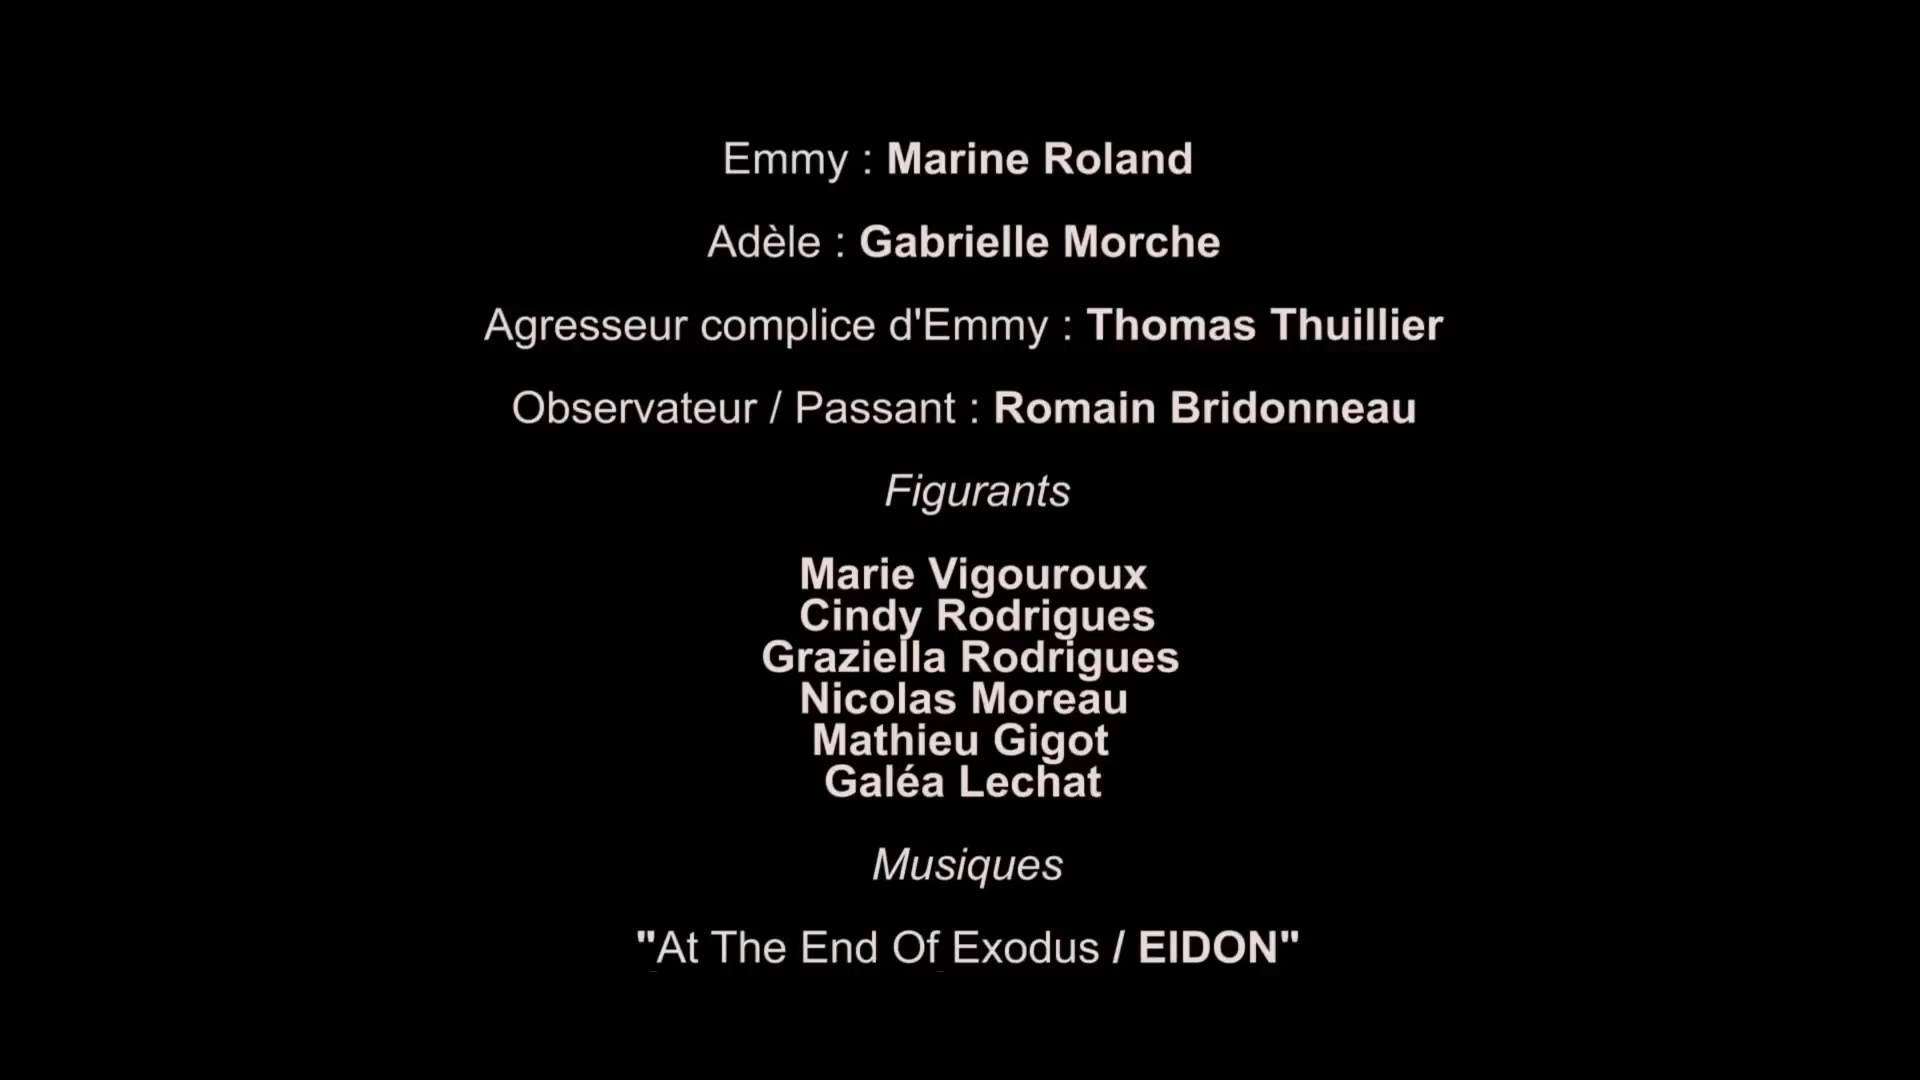 Emmy : Marine Roland
Adèle : Gabrielle Morche
Agresseur complice d'Emmy : Thomas Thuillier
Observateur / Passant : Romain Bridonneau
Figurants
Marie Vigouroux
Cindy Rodrigues
Graziella Rodrigues
Nicolas Moreau
Mathieu Gigot
Galéa Lechat
Musiques
"At The End Of Exodus / EIDON"